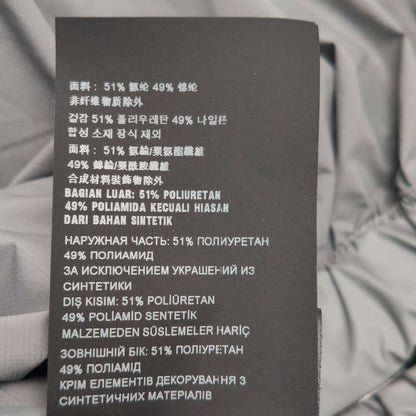 面料： 51% 氨纶 49% 锦纶
非纤维物质除外
겉감 51% 폴리우레탄 49% 나일론
합성 소재 장식 제외
面料： 51% 氨綸/聚氨酯纖維
49% 錦綸/聚酰胺纖維
合成材料裝飾除外
BAGIAN LUAR: 51% POLIURETAN
49% POLIAMIDA KECUALI HIASAN
DARI BAHAN SINTETIK
НАРУЖНАЯ ЧАСТЬ: 51% ПОЛИУРЕТАН
49% ПОЛИАМИД
ЗА ИСКЛЮЧЕНИЕМ УКРАШЕНИЙ ИЗ
СИНТЕТИКИ
DIŞ KISIM: 51% POLİÜRETAN
49% POLİAMİD SENTETİK
MALZEMEDEN SÜSLEMELER HARİÇ
ЗОВНІШНІЙ БІК: 51% ПОЛІУРЕТАН
49% ПОЛІАМІД
КРІМ ЕЛЕМЕНТІВ ДЕКОРУВАННЯ З
СИНТЕТИЧНИХ МАТЕРІАЛІВ